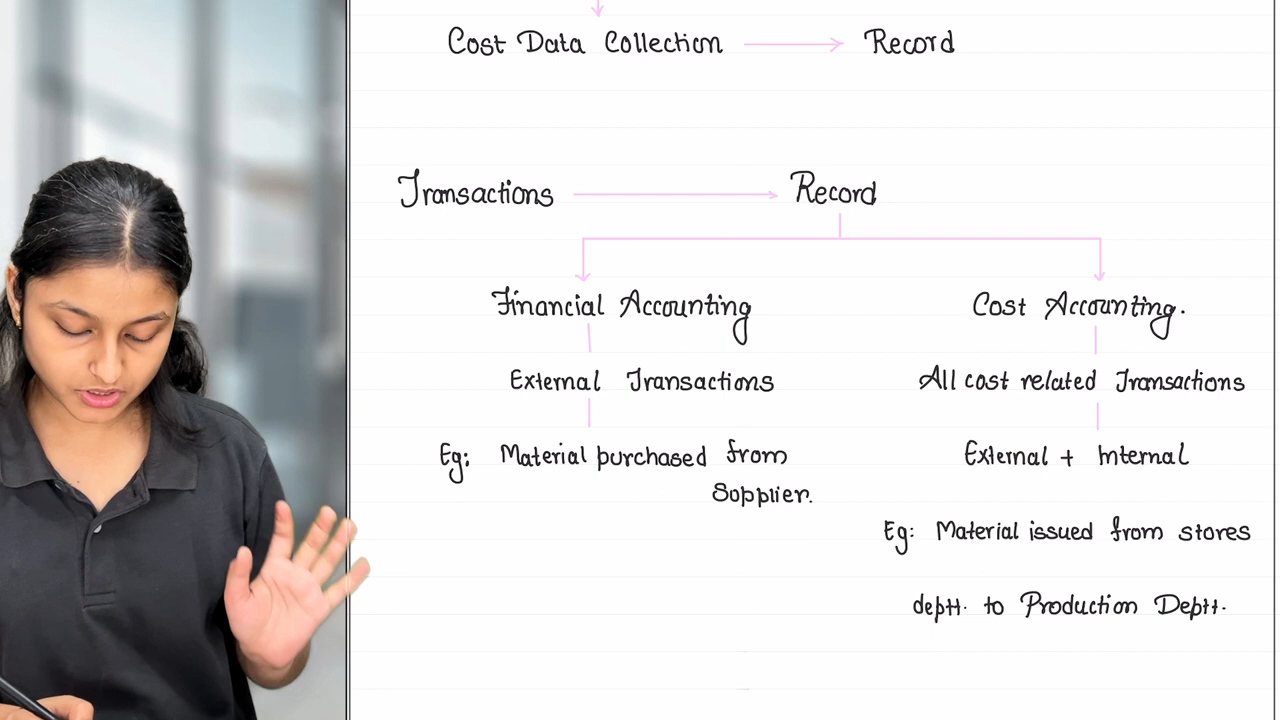 Cost Data Collection Record
Transactions Record
Financial Accounting Cost Accounting.
External Transactions All cost related Transactions
Eg: Material purchased from External + Internal
Supplier.
Eg: Material issued from stores
deptt. to Production Deptt.